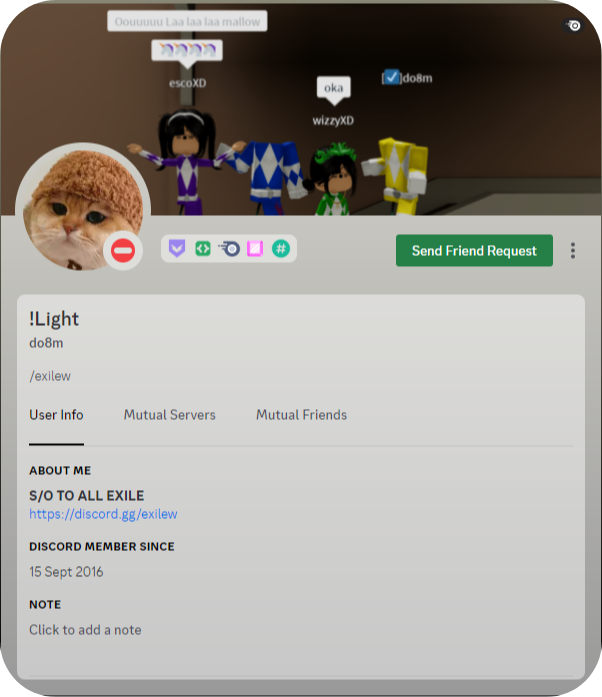 Oouuuuu Laa laa laa mallow
escoXD
oka
wizzyXD
[✓]do8m
Send Friend Request
!Light
do8m
/exilew
User Info
Mutual Servers
Mutual Friends
ABOUT ME
S/O TO ALL EXILE
https://discord.gg/exilew
DISCORD MEMBER SINCE
15 Sept 2016
NOTE
Click to add a note